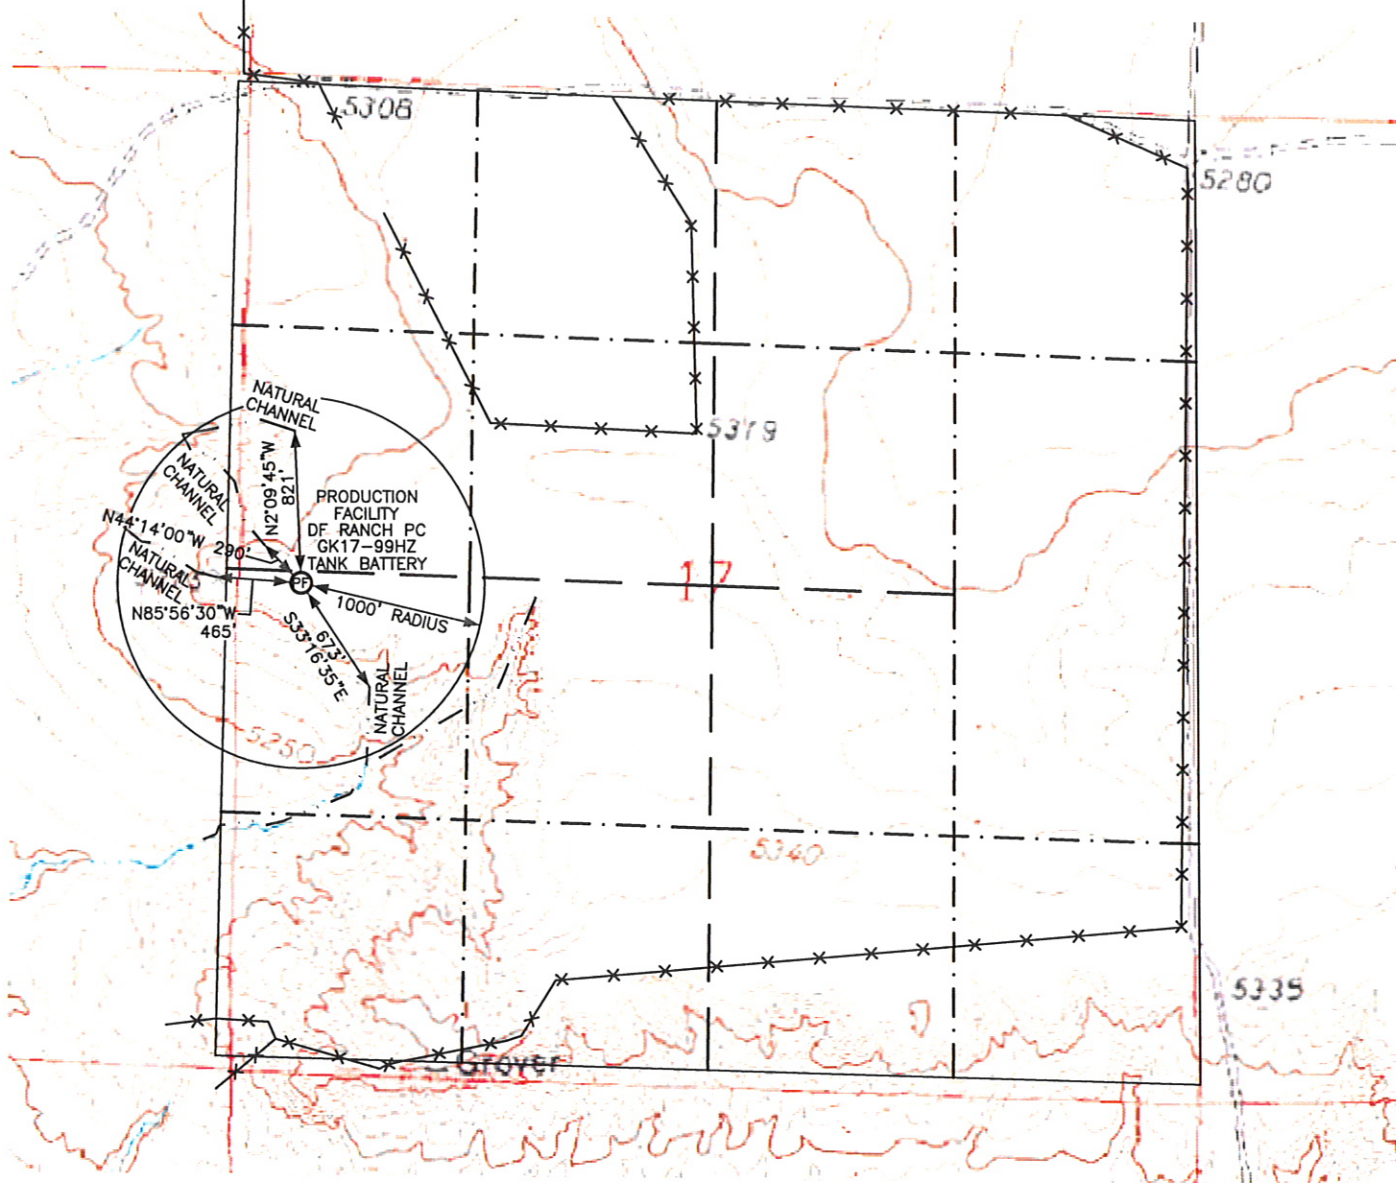 5308
5280
NATURAL
CHANNEL
5319
NATURAL
CHANNEL
N2°09'45"W
821'
PRODUCTION
FACILITY
DF RANCH PC
GK17-99HZ
TANK BATTERY
N44°14'00"W 290'
NATURAL
CHANNEL
17
PF
1000' RADIUS
N85°56'30"W
465'
673'
S33°16'35"E
NATURAL
CHANNEL
5250
5340
5335
Grover